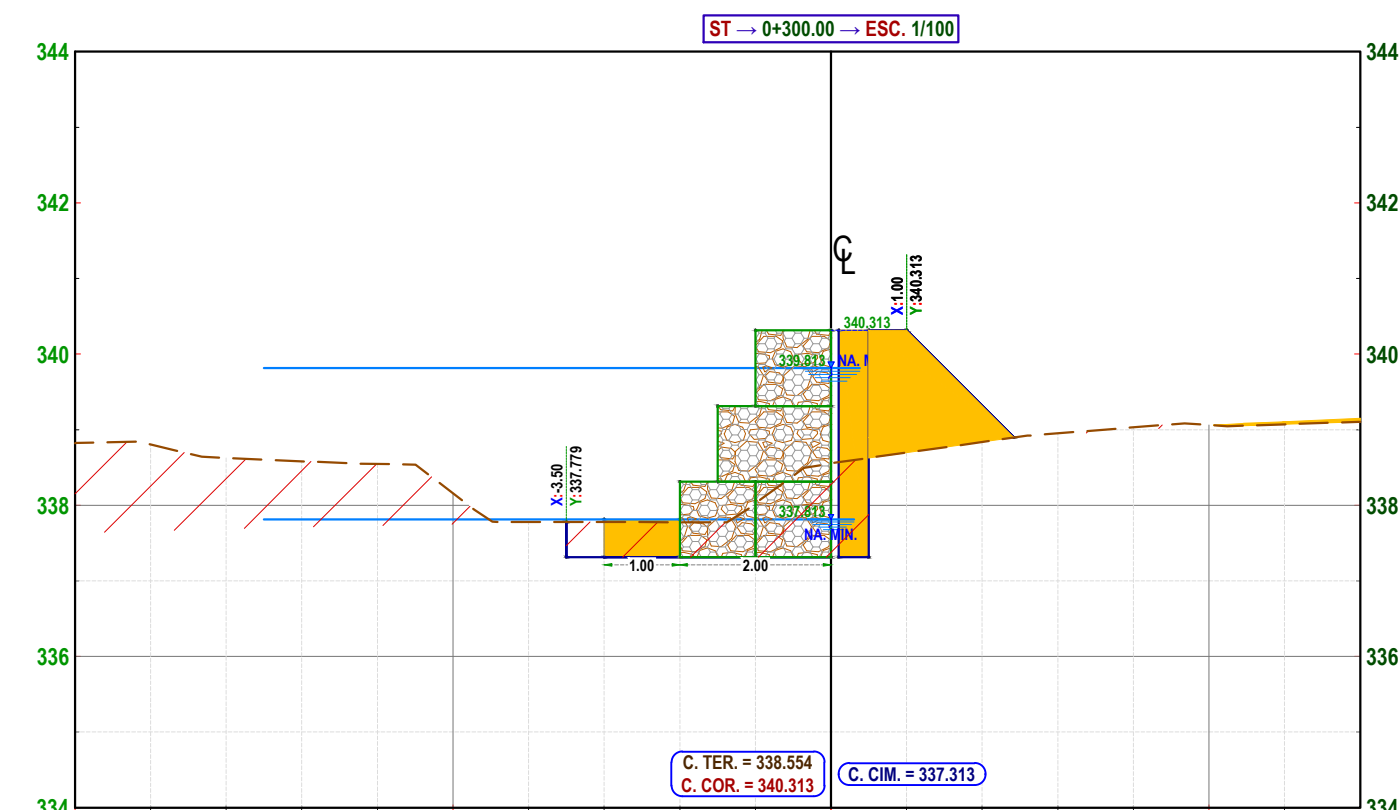 ST → 0+300.00 → ESC. 1/100
344
344
342
342
℄
X:1.00
Y:340.313
340.313
340
339.813
NA. M
340
X:-3.50
Y:337.779
338
337.813
338
NA. MIN.
1.00
2.00
336
336
C. TER. = 338.554
C. COR. = 340.313
C. CIM. = 337.313
334
334